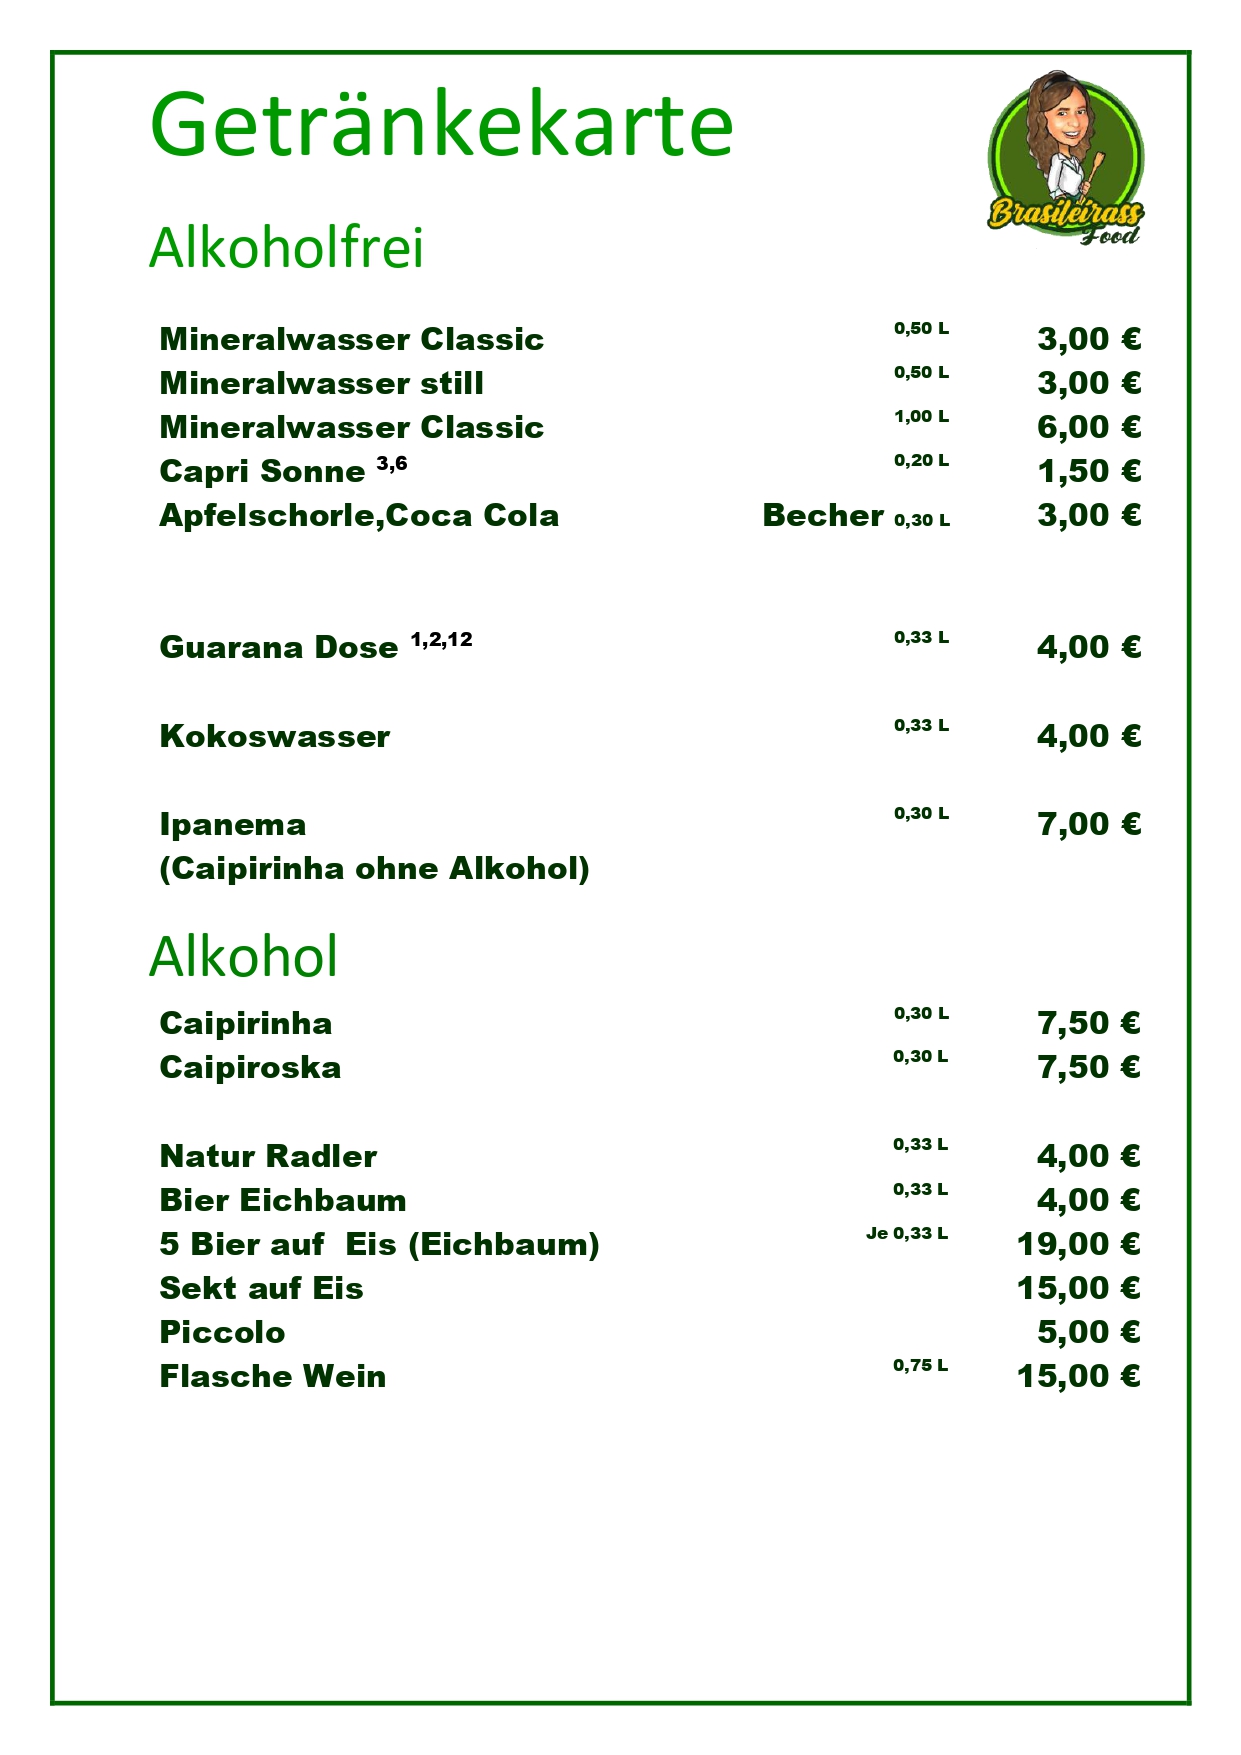 Getränkekarte
Brasileirass
Food
Alkoholfrei
Mineralwasser Classic 0,50 L 3,00 €
Mineralwasser still 0,50 L 3,00 €
Mineralwasser Classic 1,00 L 6,00 €
Capri Sonne 3,6 0,20 L 1,50 €
Apfelschorle,Coca Cola Becher 0,30 L 3,00 €
Guarana Dose 1,2,12 0,33 L 4,00 €
Kokoswasser 0,33 L 4,00 €
Ipanema 0,30 L 7,00 €
(Caipirinha ohne Alkohol)
Alkohol
Caipirinha 0,30 L 7,50 €
Caipiroska 0,30 L 7,50 €
Natur Radler 0,33 L 4,00 €
Bier Eichbaum 0,33 L 4,00 €
5 Bier auf  Eis (Eichbaum) Je 0,33 L 19,00 €
Sekt auf Eis 15,00 €
Piccolo 5,00 €
Flasche Wein 0,75 L 15,00 €